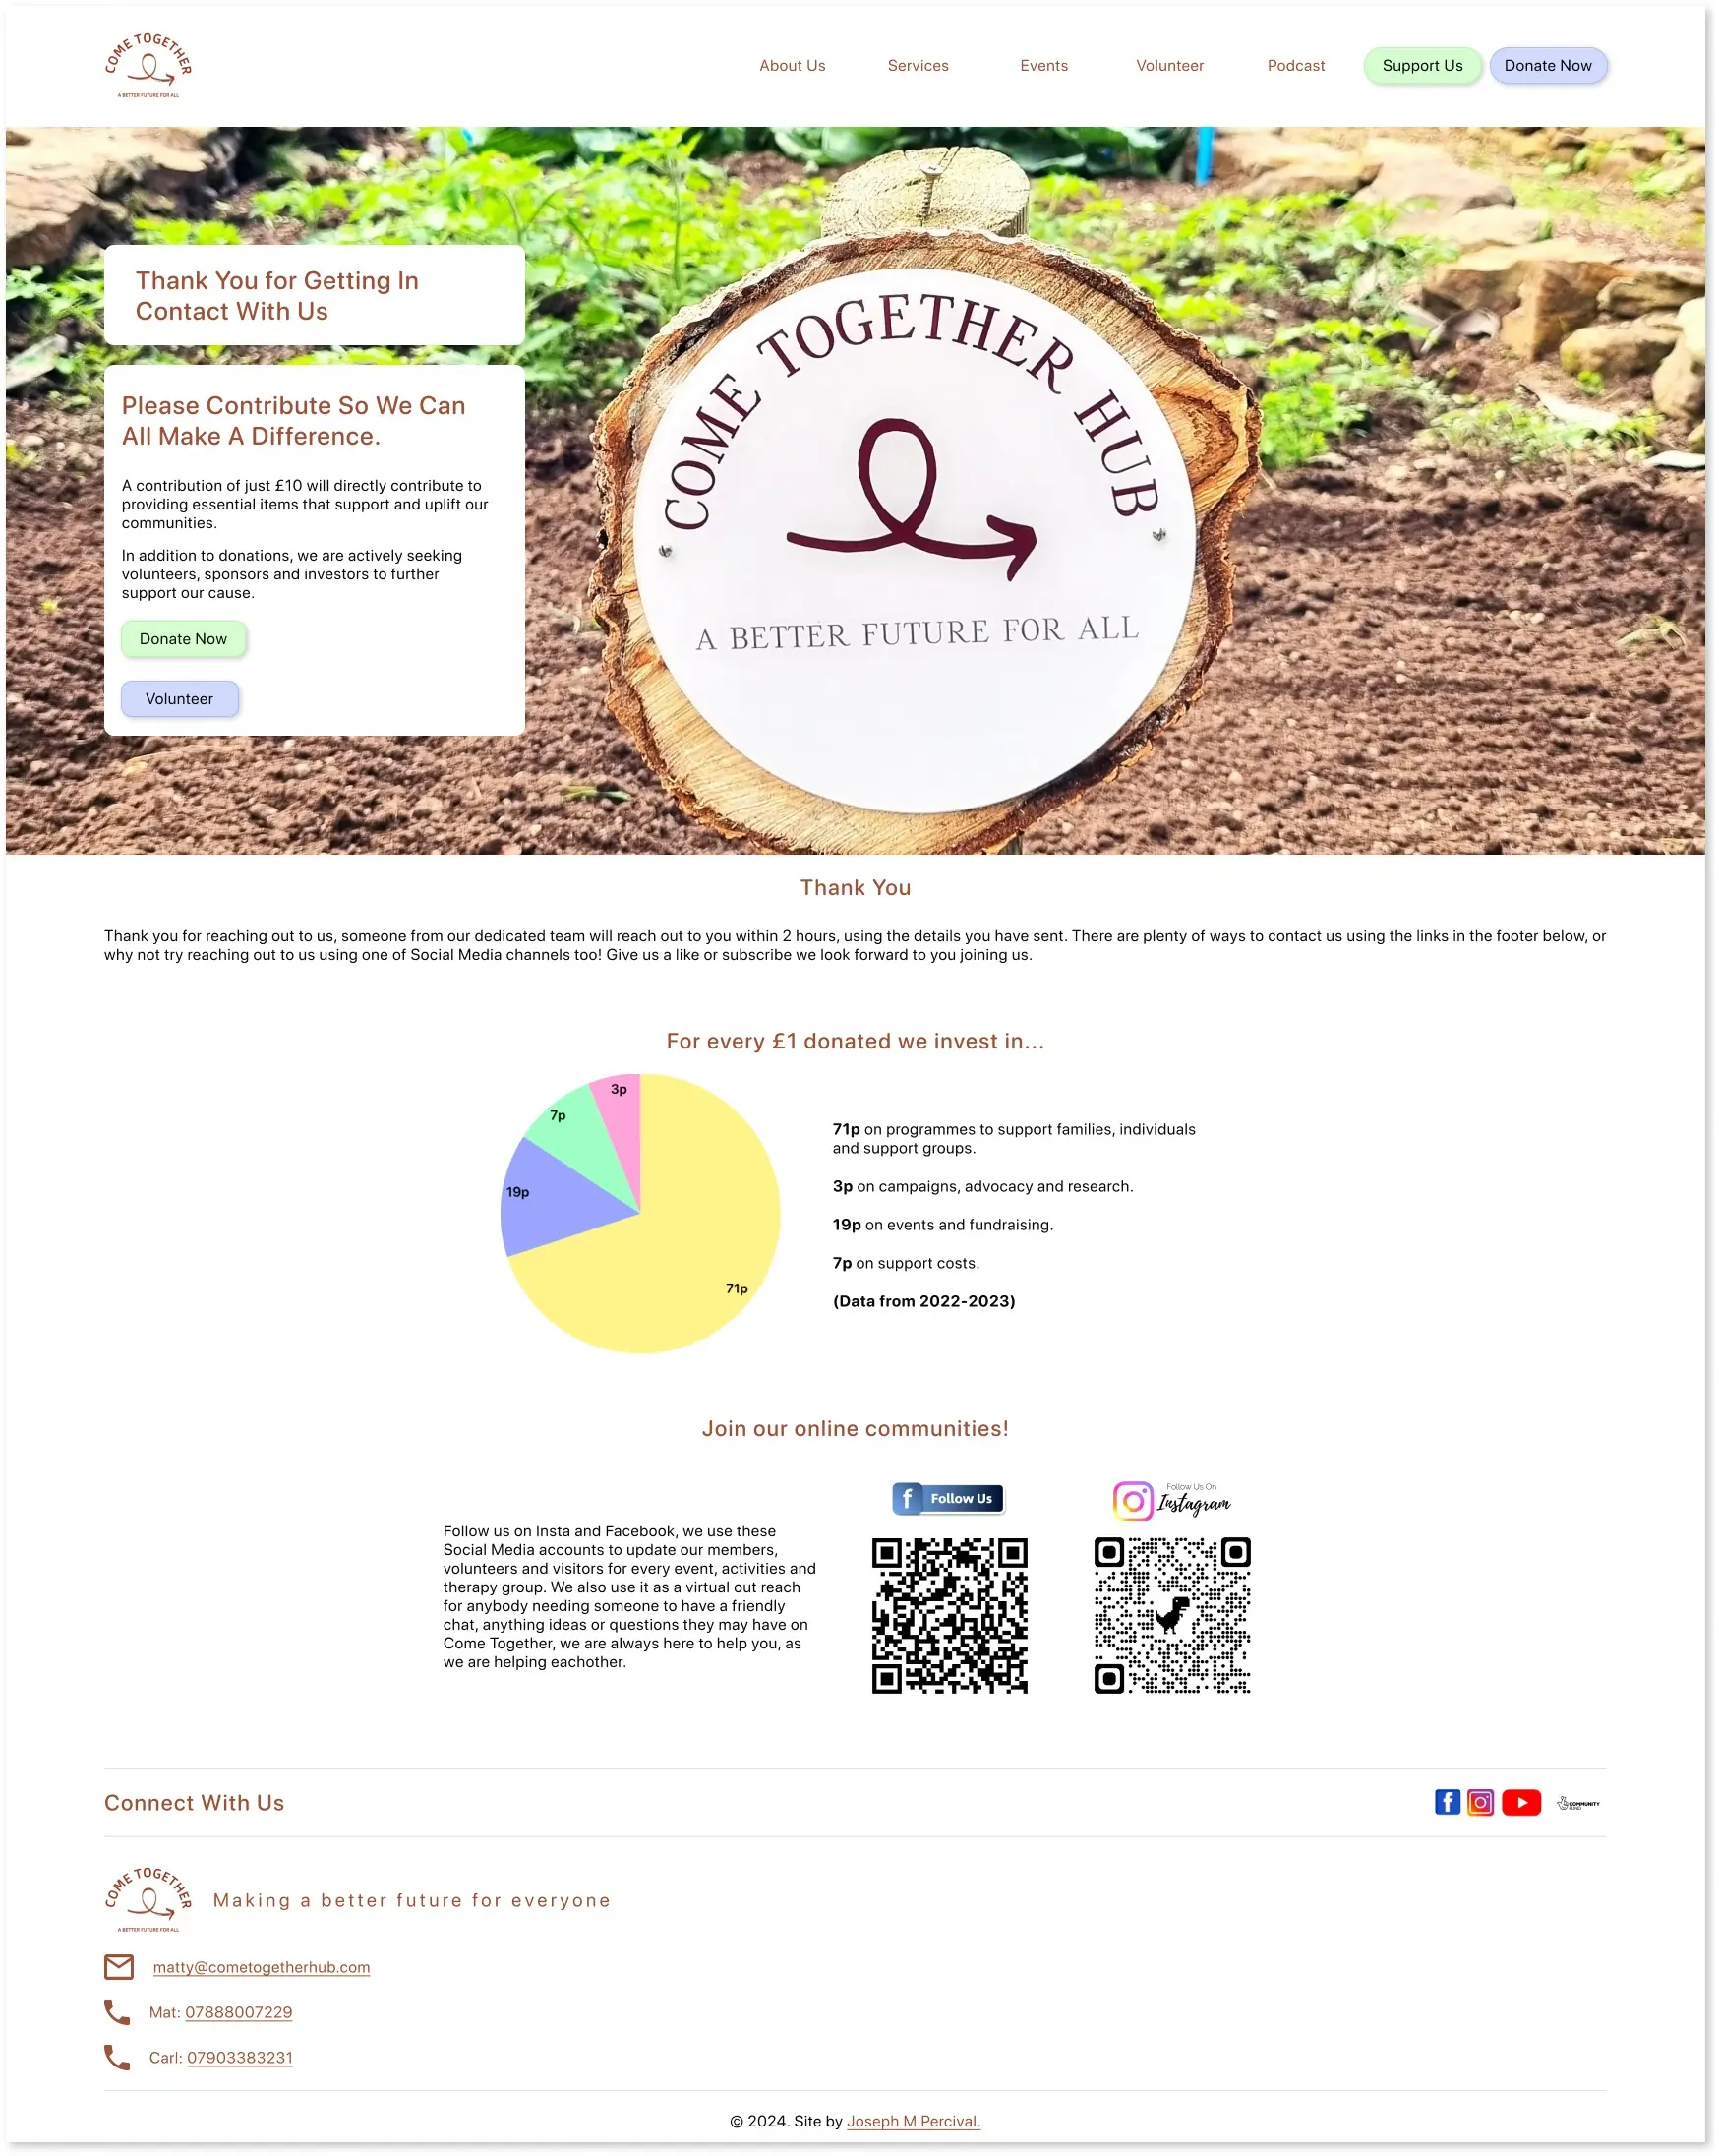 COME TOGETHER
A BETTER FUTURE FOR ALL
About Us
Services
Events
Volunteer
Podcast
Support Us
Donate Now
Thank You for Getting In
Contact With Us
Please Contribute So We Can
All Make A Difference.
A contribution of just £10 will directly contribute to
providing essential items that support and uplift our
communities.
In addition to donations, we are actively seeking
volunteers, sponsors and investors to further
support our cause.
Donate Now
Volunteer
COME TOGETHER HUB
A BETTER FUTURE FOR ALL
Thank You
Thank you for reaching out to us, someone from our dedicated team will reach out to you within 2 hours, using the details you have sent. There are plenty of ways to contact us using the links in the footer below, or
why not try reaching out to us using one of Social Media channels too! Give us a like or subscribe we look forward to you joining us.
For every £1 donated we invest in...
3p
7p
19p
71p
71p on programmes to support families, individuals
and support groups.
3p on campaigns, advocacy and research.
19p on events and fundraising.
7p on support costs.
(Data from 2022-2023)
Join our online communities!
Follow us on Insta and Facebook, we use these
Social Media accounts to update our members,
volunteers and visitors for every event, activities and
therapy group. We also use it as a virtual out reach
for anybody needing someone to have a friendly
chat, anything ideas or questions they may have on
Come Together, we are always here to help you, as
we are helping eachother.
f Follow Us
Follow Us On
Instagram
Connect With Us
COMMUNITY
FUND
COME TOGETHER
A BETTER FUTURE FOR ALL
Making a better future for everyone
matty@cometogetherhub.com
Mat: 07888007229
Carl: 07903383231
© 2024. Site by Joseph M Percival.